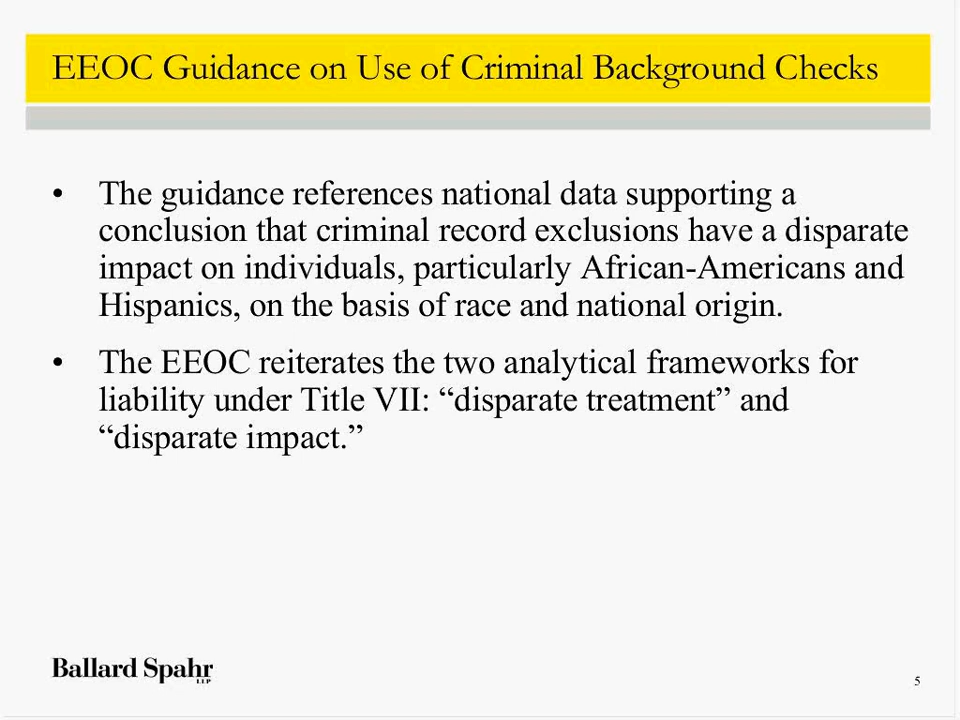 EEOC Guidance on Use of Criminal Background Checks
• The guidance references national data supporting a
conclusion that criminal record exclusions have a disparate
impact on individuals, particularly African-Americans and
Hispanics, on the basis of race and national origin.
• The EEOC reiterates the two analytical frameworks for
liability under Title VII: “disparate treatment” and
“disparate impact.”
Ballard Spahr
LLP
5